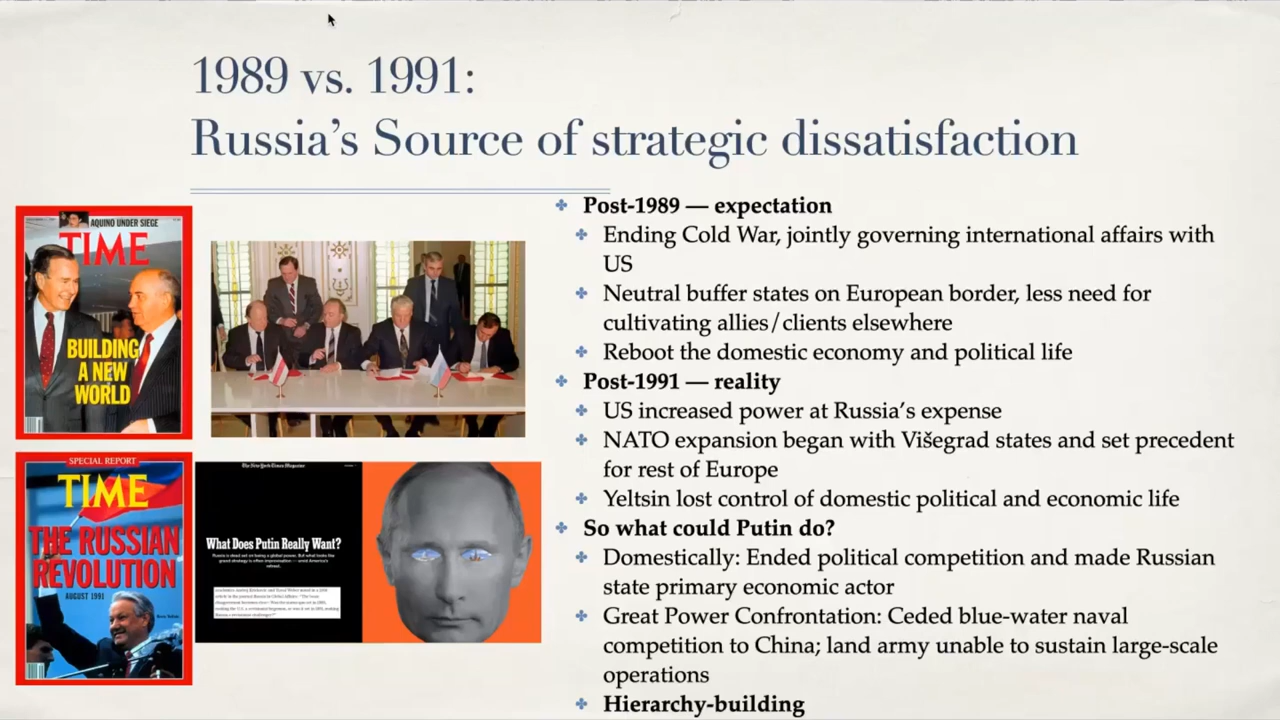 1989 vs. 1991:
Russia's Source of strategic dissatisfaction
AQUINO UNDER SIEGE
TIME
BUILDING
A NEW
WORLD
SPECIAL REPORT
TIME
THE RUSSIAN
REVOLUTION
AUGUST 1991
Boris Yeltsin
The New York Times Magazine
What Does Putin Really Want?
Post-1989 — expectation
Ending Cold War, jointly governing international affairs with
US
Neutral buffer states on European border, less need for
cultivating allies/clients elsewhere
Reboot the domestic economy and political life
Post-1991 — reality
US increased power at Russia's expense
NATO expansion began with Višegrad states and set precedent
for rest of Europe
Yeltsin lost control of domestic political and economic life
So what could Putin do?
Domestically: Ended political competition and made Russian
state primary economic actor
Great Power Confrontation: Ceded blue-water naval
competition to China; land army unable to sustain large-scale
operations
Hierarchy-building